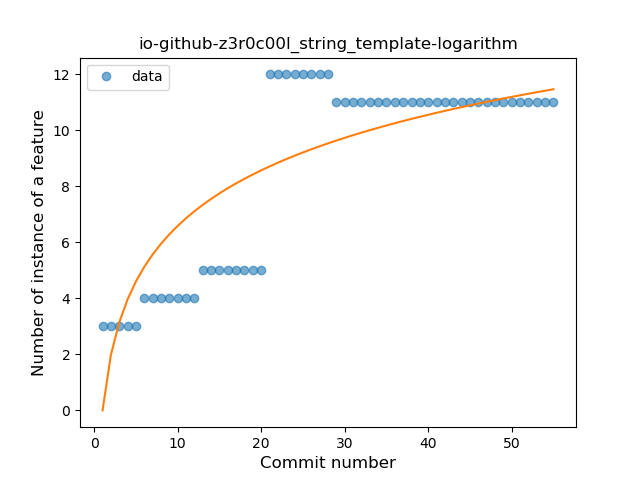 io-github-z3r0c00l_string_template-logarithm
data
Number of instance of a feature
12
10
8
6
4
2
0
0 10 20 30 40 50
Commit number